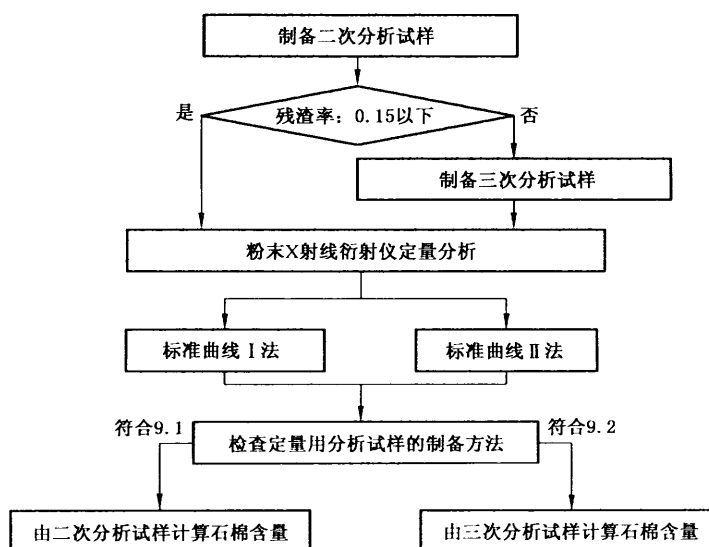 制备二次分析试样
残渣率：0.15以下
是
否
制备三次分析试样
粉末X射线衍射仪定量分析
标准曲线Ⅰ法
标准曲线Ⅱ法
符合9.1
检查定量用分析试样的制备方法
符合9.2
由二次分析试样计算石棉含量
由三次分析试样计算石棉含量